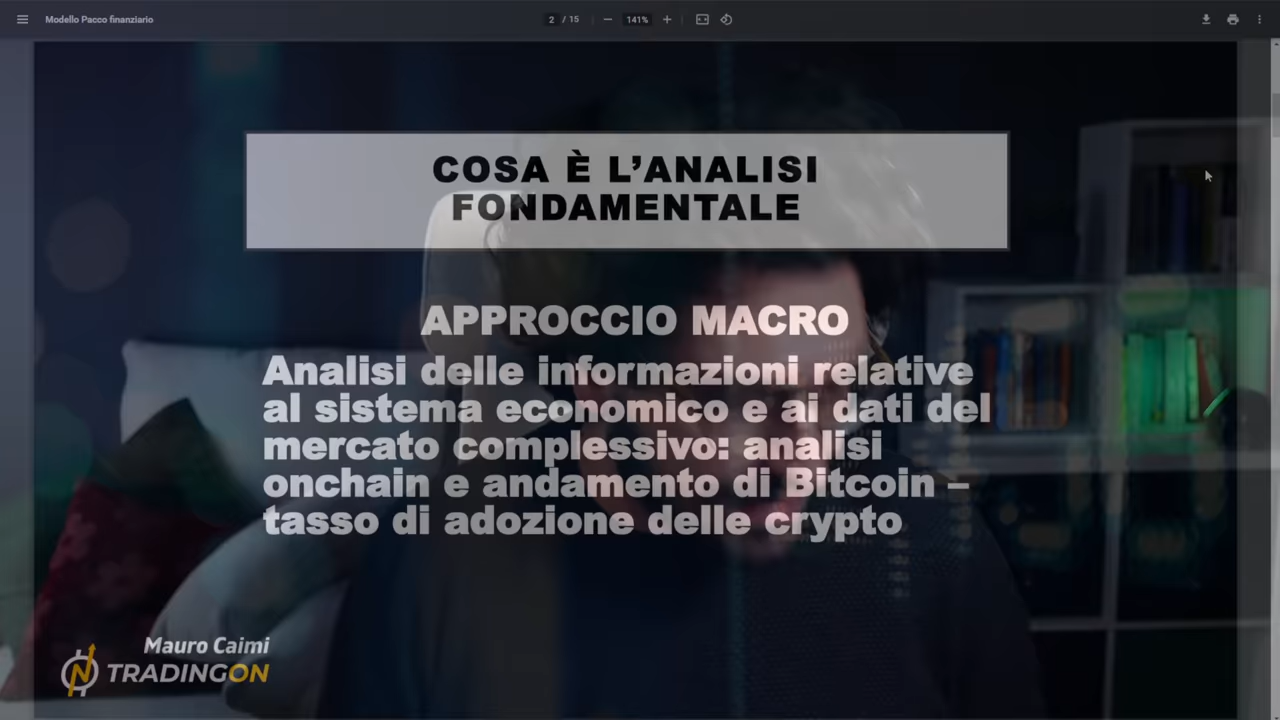 Modello Pacco finanziario
2 / 15
141%
COSA È L’ANALISI
FONDAMENTALE
APPROCCIO MACRO
Analisi delle informazioni relative
al sistema economico e ai dati del
mercato complessivo: analisi
onchain e andamento di Bitcoin –
tasso di adozione delle crypto
Mauro Caimi
TRADINGON